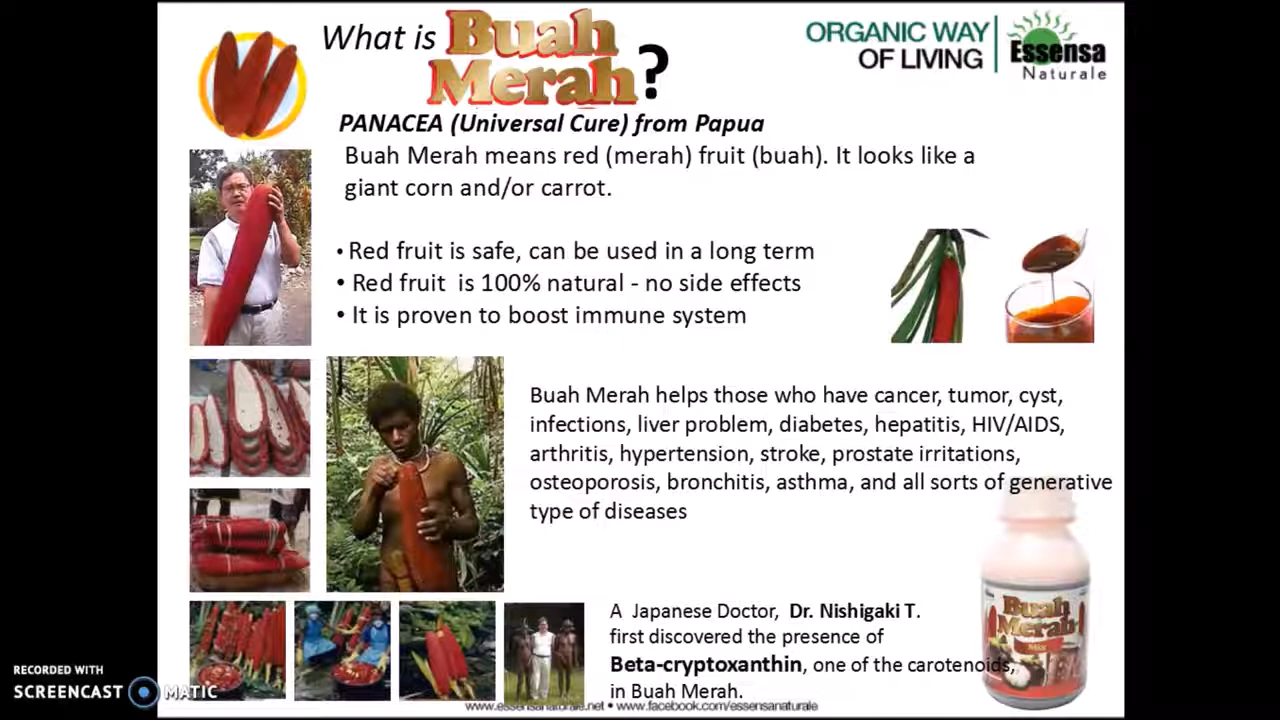 What is Buah Merah?
ORGANIC WAY OF LIVING
Essensa Naturale
PANACEA (Universal Cure) from Papua
Buah Merah means red (merah) fruit (buah). It looks like a
giant corn and/or carrot.
• Red fruit is safe, can be used in a long term
• Red fruit is 100% natural - no side effects
• It is proven to boost immune system
Buah Merah helps those who have cancer, tumor, cyst,
infections, liver problem, diabetes, hepatitis, HIV/AIDS,
arthritis, hypertension, stroke, prostate irritations,
osteoporosis, bronchitis, asthma, and all sorts of generative
type of diseases
A Japanese Doctor, Dr. Nishigaki T.
first discovered the presence of
Beta-cryptoxanthin, one of the carotenoids,
in Buah Merah.
Buah
Merah
Mix
www.essensanaturale.net • www.facebook.com/essensanaturale
RECORDED WITH
SCREENCAST MATIC